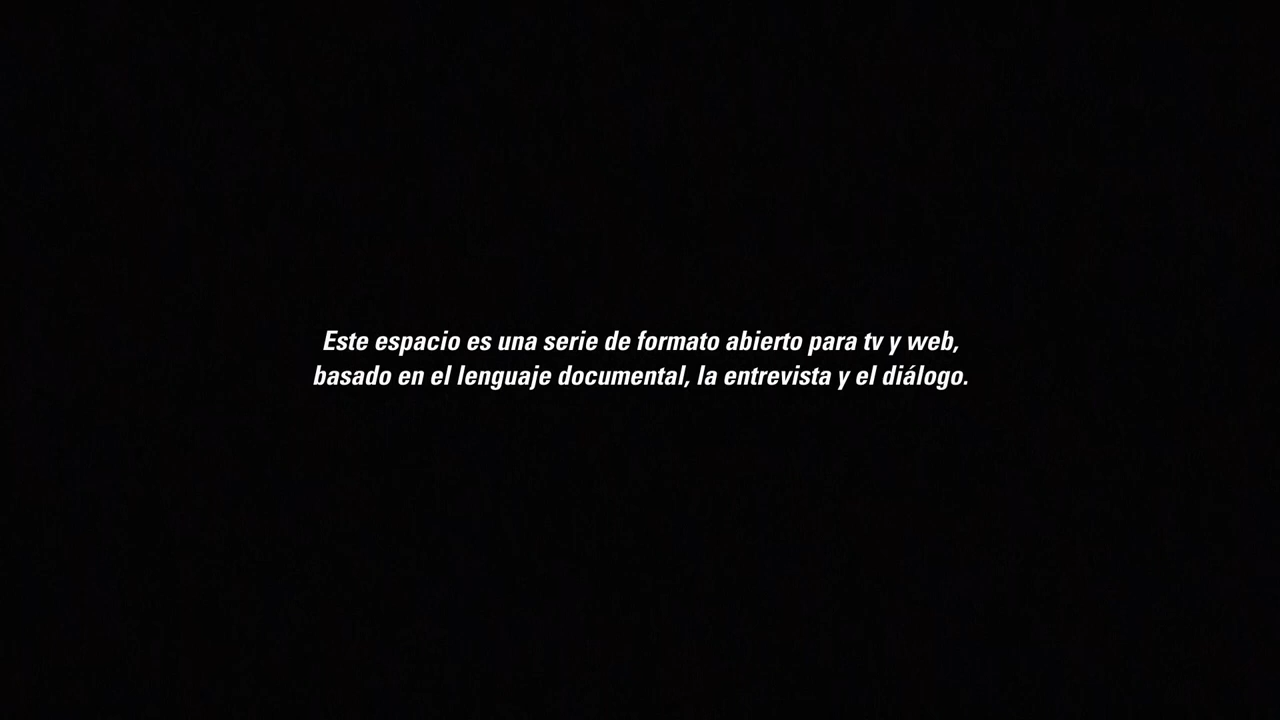 Este espacio es una serie de formato abierto para tv y web,
basado en el lenguaje documental, la entrevista y el diálogo.